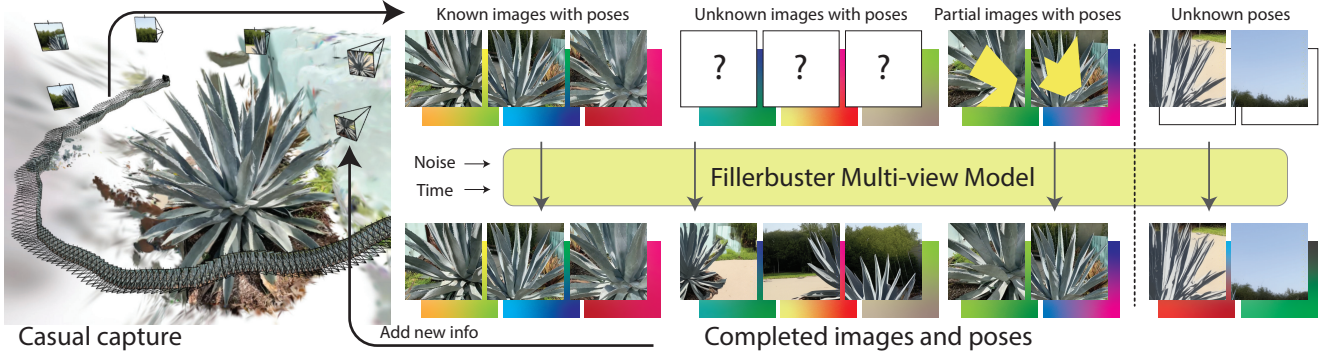 Known images with poses
Unknown images with poses
Partial images with poses
Unknown poses
? ? ?
Noise
Time
Fillerbuster Multi-view Model
Casual capture
Add new info
Completed images and poses